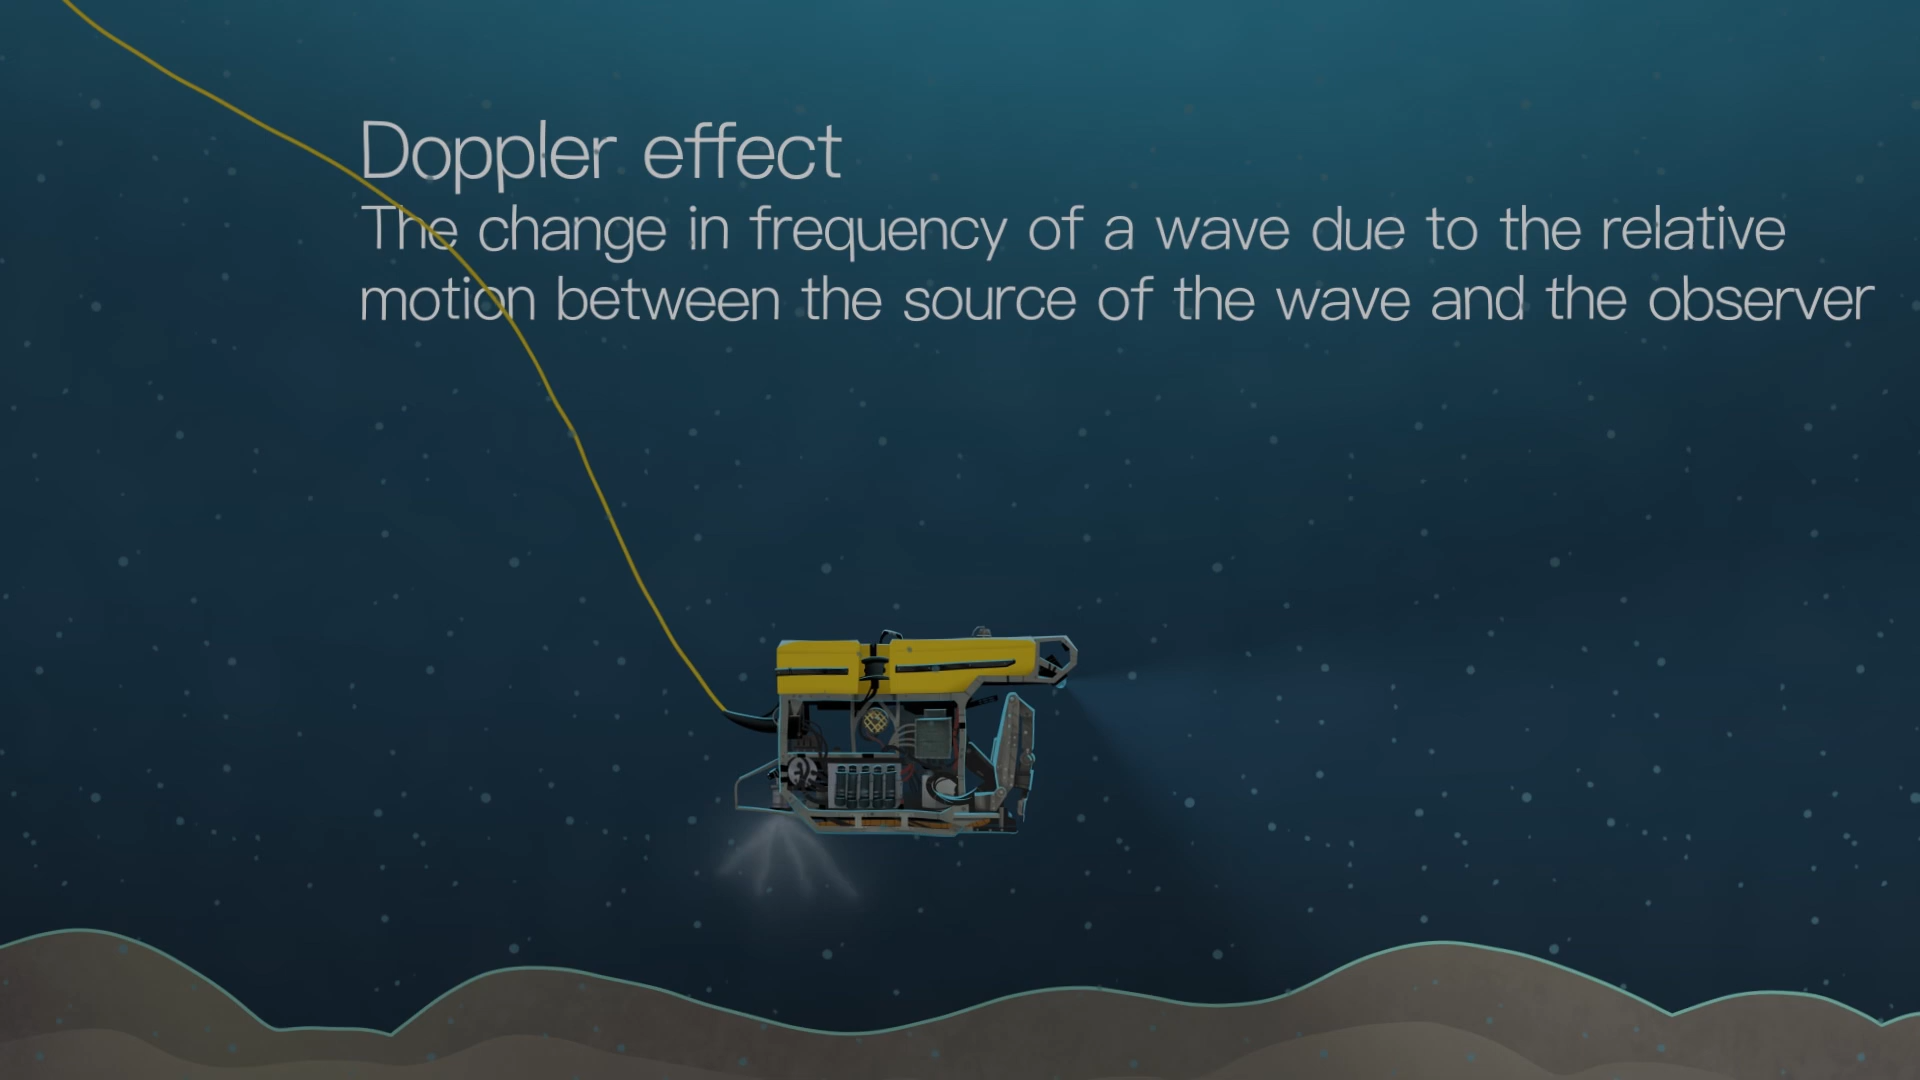 Doppler effect
The change in frequency of a wave due to the relative
motion between the source of the wave and the observer